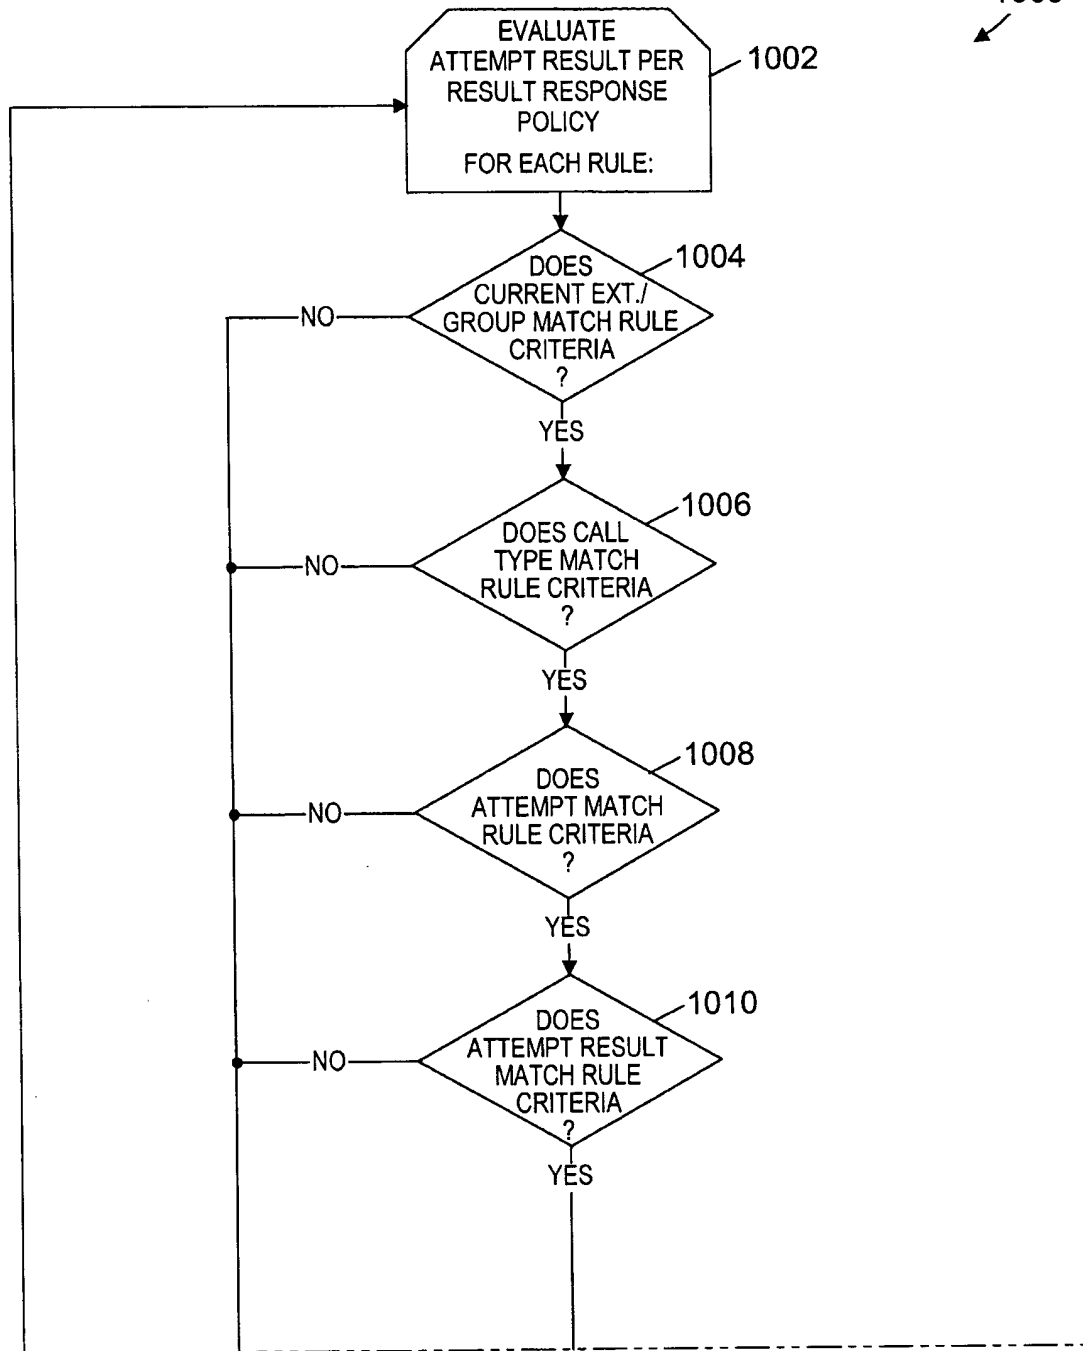 EVALUATE
ATTEMPT RESULT PER
RESULT RESPONSE
POLICY
FOR EACH RULE:
1002
DOES
CURRENT EXT./
GROUP MATCH RULE
CRITERIA
?
1004
NO
YES
DOES CALL
TYPE MATCH
RULE CRITERIA
?
1006
NO
YES
DOES
ATTEMPT MATCH
RULE CRITERIA
?
1008
NO
YES
DOES
ATTEMPT RESULT
MATCH RULE
CRITERIA
?
1010
NO
YES